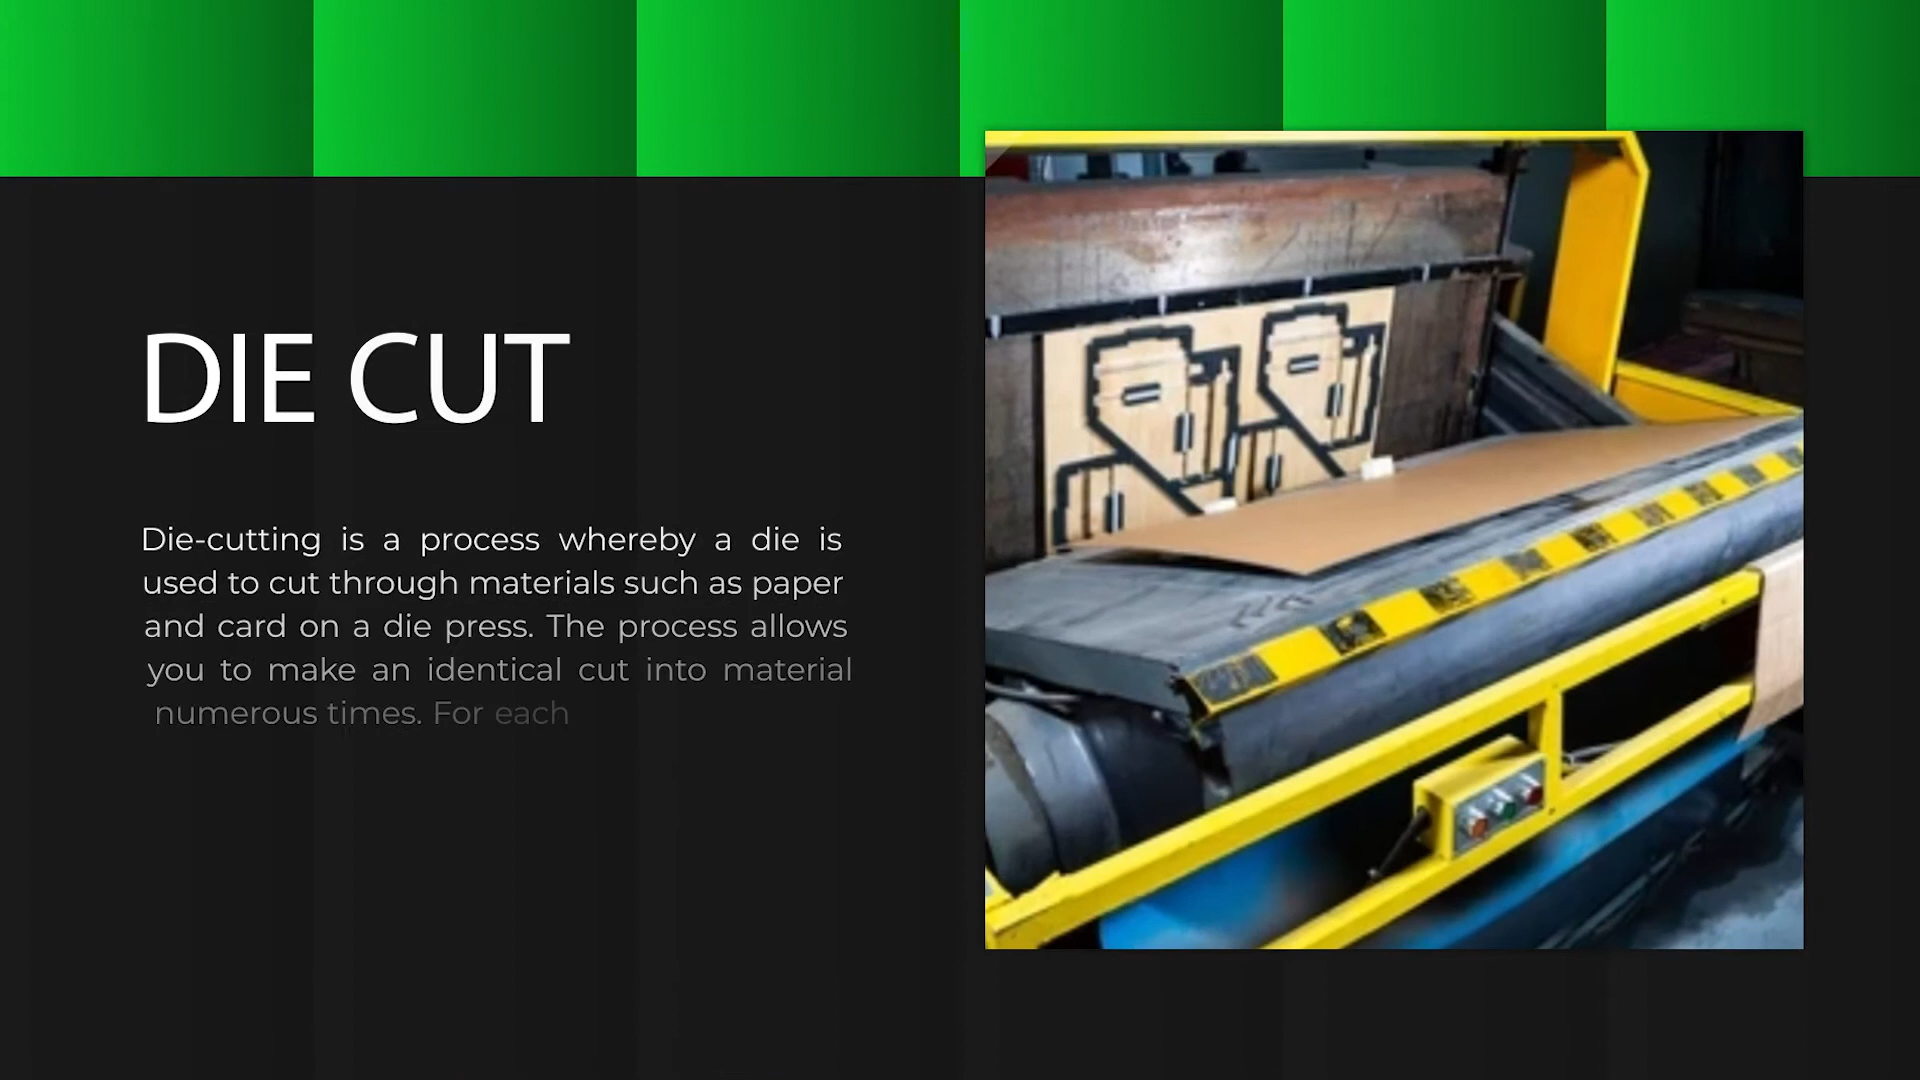 DIE CUT
Die-cutting is a process whereby a die is
used to cut through materials such as paper
and card on a die press. The process allows
you to make an identical cut into material
numerous times. For each